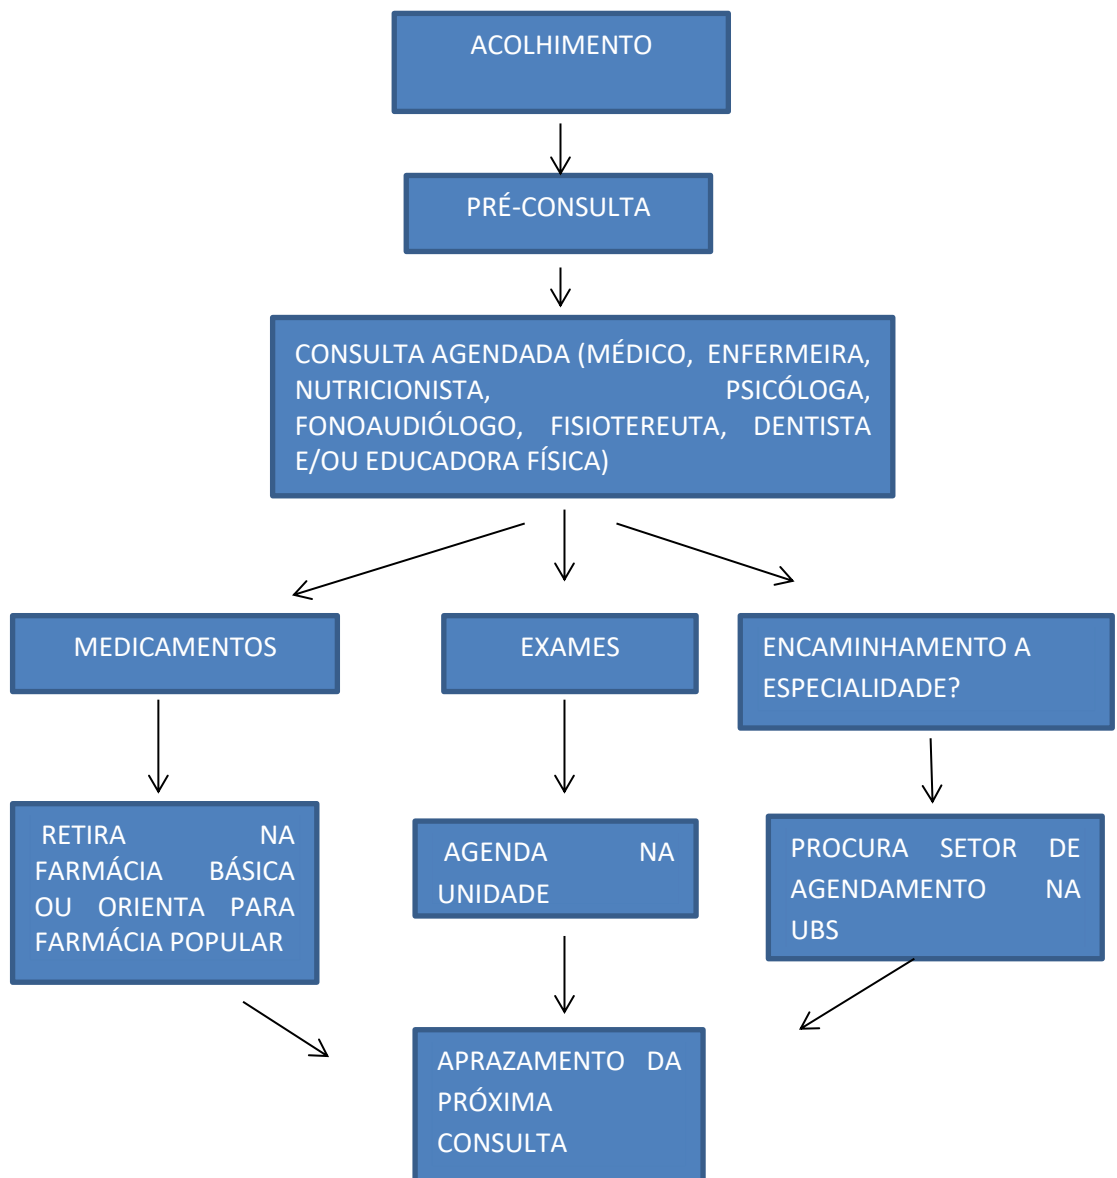 ACOLHIMENTO
PRÉ-CONSULTA
CONSULTA AGENDADA (MÉDICO, ENFERMEIRA,
NUTRICIONISTA, PSICÓLOGA,
FONOAUDIÓLOGO, FISIOTEREUTA, DENTISTA
E/OU EDUCADORA FÍSICA)
MEDICAMENTOS
EXAMES
ENCAMINHAMENTO A
ESPECIALIDADE?
RETIRA NA
FARMÁCIA BÁSICA
OU ORIENTA PARA
FARMÁCIA POPULAR
AGENDA NA
UNIDADE
PROCURA SETOR DE
AGENDAMENTO NA
UBS
APRAZAMENTO DA
PRÓXIMA
CONSULTA